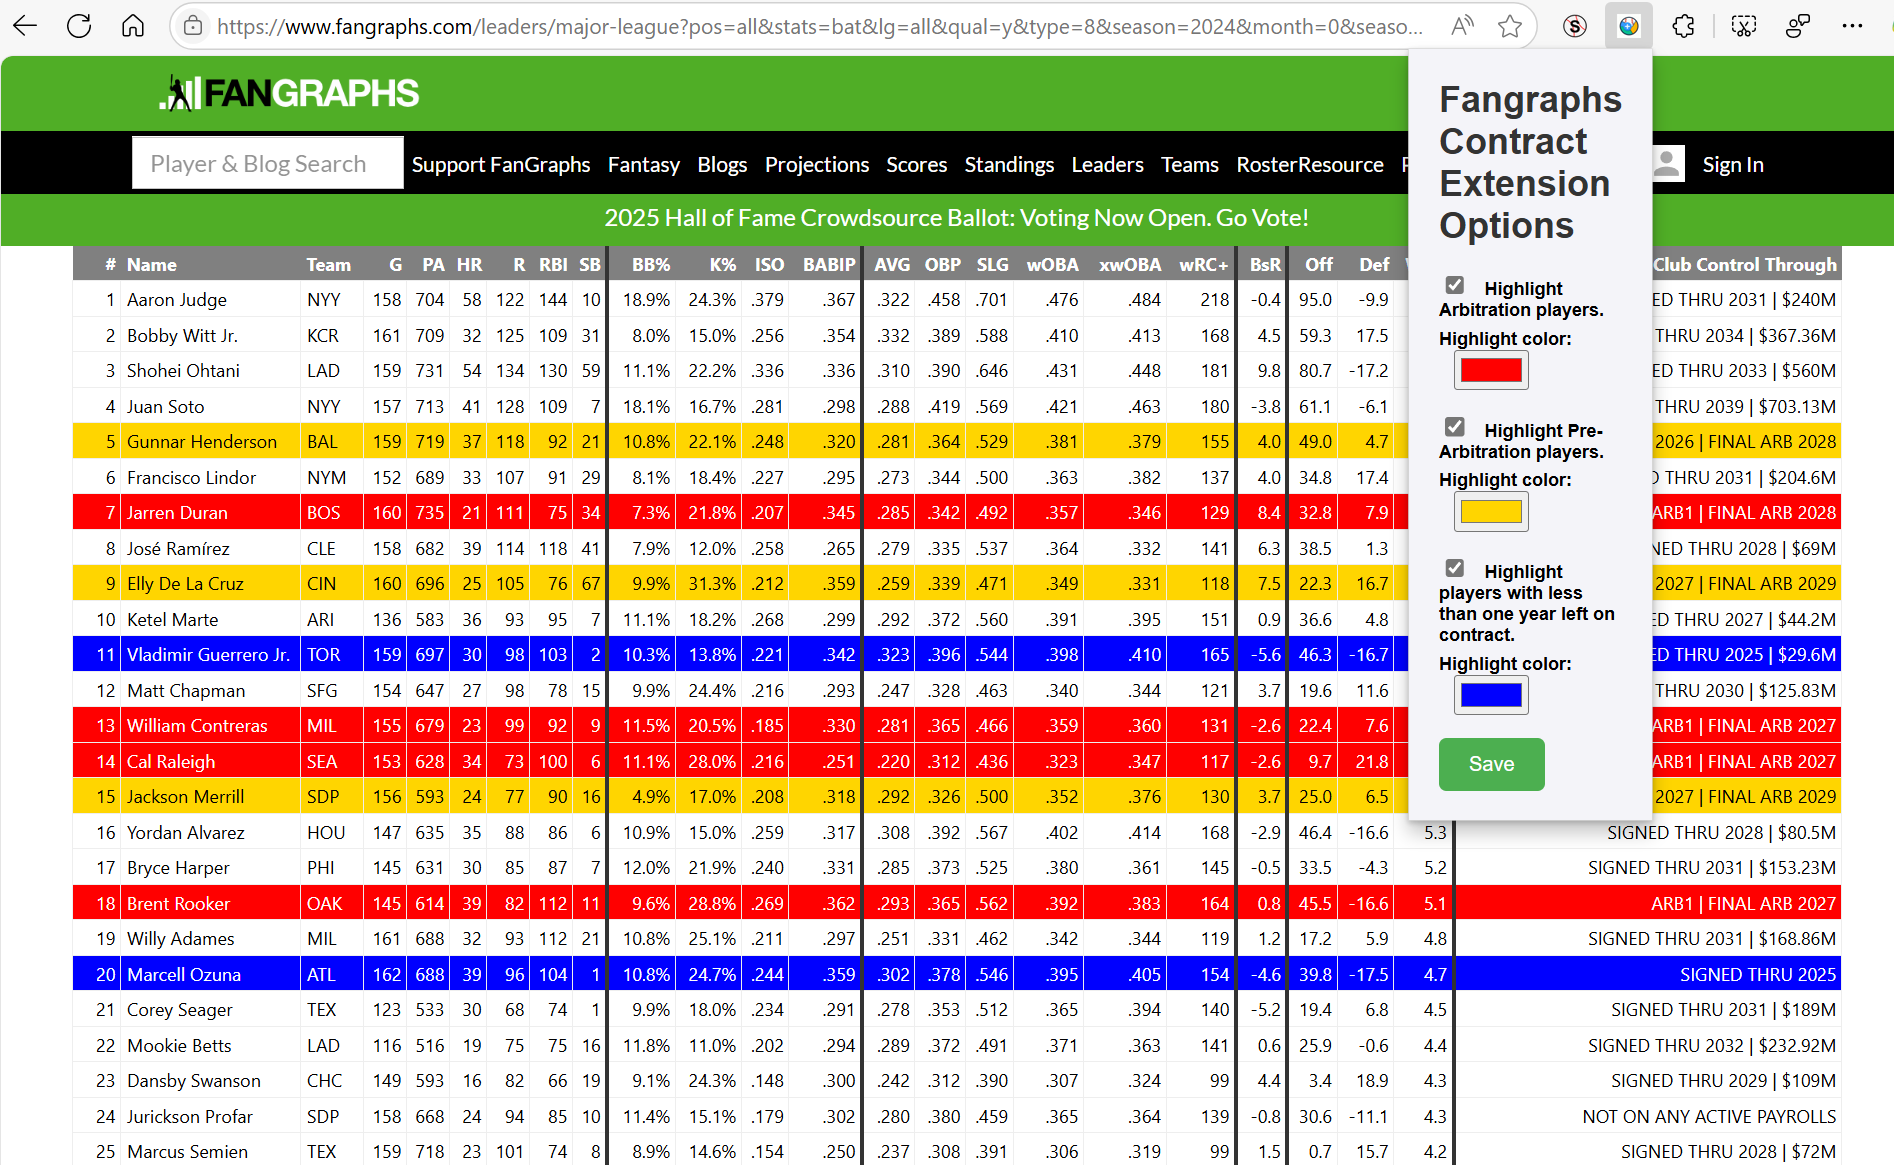 https://www.fangraphs.com/leaders/major-league?pos=all&stats=bat&lg=all&qual=y&type=8&season=2024&month=0&seaso...
FANGRAPHS
Player & Blog Search Support FanGraphs Fantasy Blogs Projections Scores Standings Leaders Teams RosterResource Sign In
2025 Hall of Fame Crowdsource Ballot: Voting Now Open. Go Vote!
# Name Team G PA HR R RBI SB BB% K% ISO BABIP AVG OBP SLG wOBA xwOBA wRC+ BsR Off Def Club Control Through
1 Aaron Judge NYY 158 704 58 122 144 10 18.9% 24.3% .379 .367 .322 .458 .701 .476 .484 218 -0.4 95.0 -9.9 ED THRU 2031 | $240M
2 Bobby Witt Jr. KCR 161 709 32 125 109 31 8.0% 15.0% .256 .354 .332 .389 .588 .410 .413 168 4.5 59.3 17.5 THRU 2034 | $367.36M
3 Shohei Ohtani LAD 159 731 54 134 130 59 11.1% 22.2% .336 .336 .310 .390 .646 .431 .448 181 9.8 80.7 -17.2 ED THRU 2033 | $560M
4 Juan Soto NYY 157 713 41 128 109 7 18.1% 16.7% .281 .298 .288 .419 .569 .421 .463 180 -3.8 61.1 -6.1 THRU 2039 | $703.13M
5 Gunnar Henderson BAL 159 719 37 118 92 21 10.8% 22.1% .248 .320 .281 .364 .529 .381 .379 155 4.0 49.0 4.7 2026 | FINAL ARB 2028
6 Francisco Lindor NYM 152 689 33 107 91 29 8.1% 18.4% .227 .295 .273 .344 .500 .363 .382 137 4.0 34.8 17.4 D THRU 2031 | $204.6M
7 Jarren Duran BOS 160 735 21 111 75 34 7.3% 21.8% .207 .345 .285 .342 .492 .357 .346 129 8.4 32.8 7.9 ARB1 | FINAL ARB 2028
8 José Ramírez CLE 158 682 39 114 118 41 7.9% 12.0% .258 .265 .279 .335 .537 .364 .332 141 6.3 38.5 1.3 NED THRU 2028 | $69M
9 Elly De La Cruz CIN 160 696 25 105 76 67 9.9% 31.3% .212 .359 .259 .339 .471 .349 .331 118 7.5 22.3 16.7 2027 | FINAL ARB 2029
10 Ketel Marte ARI 136 583 36 93 95 7 11.1% 18.2% .268 .299 .292 .372 .560 .391 .395 151 0.9 36.6 4.8 ED THRU 2027 | $44.2M
11 Vladimir Guerrero Jr. TOR 159 697 30 98 103 2 10.3% 13.8% .221 .342 .323 .396 .544 .398 .410 165 -5.6 46.3 -16.7 ED THRU 2025 | $29.6M
12 Matt Chapman SFG 154 647 27 98 78 15 9.9% 24.4% .216 .293 .247 .328 .463 .340 .344 121 3.7 19.6 11.6 THRU 2030 | $125.83M
13 William Contreras MIL 155 679 23 99 92 9 11.5% 20.5% .185 .330 .281 .365 .466 .359 .360 131 -2.6 22.4 7.6 ARB1 | FINAL ARB 2027
14 Cal Raleigh SEA 153 628 34 73 100 6 11.1% 28.0% .216 .251 .220 .312 .436 .323 .347 117 -2.6 9.7 21.8 ARB1 | FINAL ARB 2027
15 Jackson Merrill SDP 156 593 24 77 90 16 4.9% 17.0% .208 .318 .292 .326 .500 .352 .376 130 3.7 25.0 6.5 2027 | FINAL ARB 2029
16 Yordan Alvarez HOU 147 635 35 88 86 6 10.9% 15.0% .259 .317 .308 .392 .567 .402 .414 168 -2.9 46.4 -16.6 5.3 SIGNED THRU 2028 | $80.5M
17 Bryce Harper PHI 145 631 30 85 87 7 12.0% 21.9% .240 .331 .285 .373 .525 .380 .361 145 -0.5 33.5 -4.3 5.2 SIGNED THRU 2031 | $153.23M
18 Brent Rooker OAK 145 614 39 82 112 11 9.6% 28.8% .269 .362 .293 .365 .562 .392 .383 164 0.8 45.5 -16.6 5.1 ARB1 | FINAL ARB 2027
19 Willy Adames MIL 161 688 32 93 112 21 10.8% 25.1% .211 .297 .251 .331 .462 .342 .344 119 1.2 17.2 5.9 4.8 SIGNED THRU 2031 | $168.86M
20 Marcell Ozuna ATL 162 688 39 96 104 1 10.8% 24.7% .244 .359 .302 .378 .546 .395 .405 154 -4.6 39.8 -17.5 4.7 SIGNED THRU 2025
21 Corey Seager TEX 123 533 30 68 74 1 9.9% 18.0% .234 .291 .278 .353 .512 .365 .394 140 -5.2 19.4 6.8 4.5 SIGNED THRU 2031 | $189M
22 Mookie Betts LAD 116 516 19 75 75 16 11.8% 11.0% .202 .294 .289 .372 .491 .371 .363 141 0.6 25.9 -0.6 4.4 SIGNED THRU 2032 | $232.92M
23 Dansby Swanson CHC 149 593 16 82 66 19 9.1% 24.3% .148 .300 .242 .312 .390 .307 .324 99 4.4 3.4 18.9 4.3 SIGNED THRU 2029 | $109M
24 Jurickson Profar SDP 158 668 24 94 85 10 11.4% 15.1% .179 .302 .280 .380 .459 .365 .364 139 -0.8 30.6 -11.1 4.3 NOT ON ANY ACTIVE PAYROLLS
25 Marcus Semien TEX 159 718 23 101 74 8 8.9% 14.6% .154 .250 .237 .308 .391 .306 .319 99 1.5 0.7 15.7 4.2 SIGNED THRU 2028 | $72M
Fangraphs
Contract
Extension
Options
Highlight
Arbitration players.
Highlight color:
Highlight Pre-
Arbitration players.
Highlight color:
Highlight
players with less
than one year left on
contract.
Highlight color:
Save